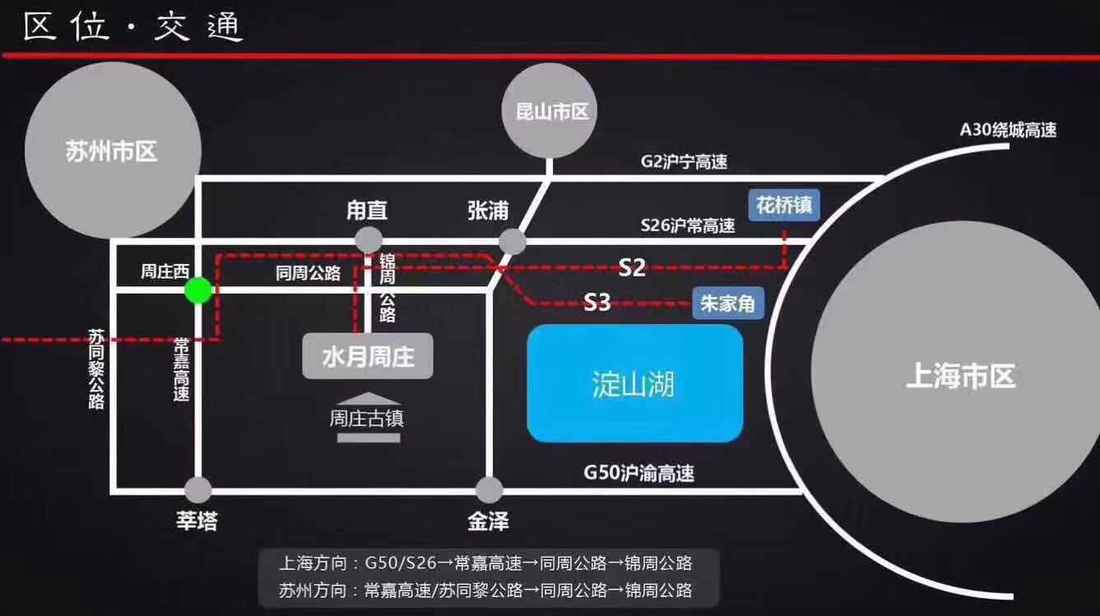 区位·交通
苏州市区
昆山市区
A30绕城高速
G2沪宁高速
甪直
张浦
花桥镇
S26沪常高速
周庄西
同周公路
锦周公路
S2
S3
朱家角
苏同黎公路
常嘉高速
水月周庄
淀山湖
上海市区
周庄古镇
G50沪渝高速
莘塔
金泽
上海方向：G50/S26→常嘉高速→同周公路→锦周公路
苏州方向：常嘉高速/苏同黎公路→同周公路→锦周公路